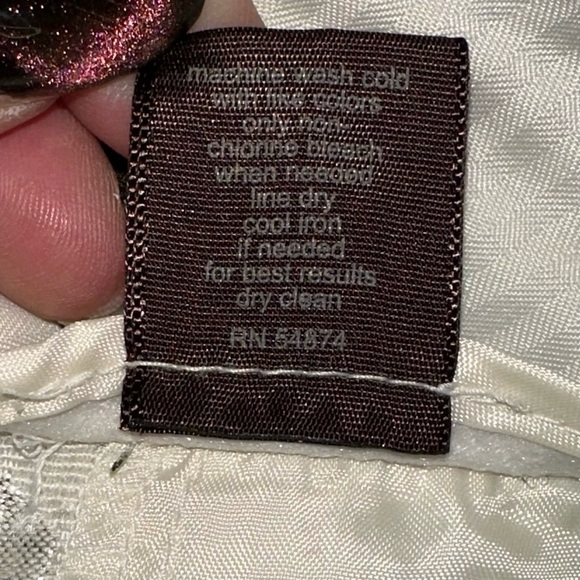 machine wash cold
with like colors
only non-
chlorine bleach
when needed
line dry
cool iron
if needed
for best results
dry clean
RN 54874